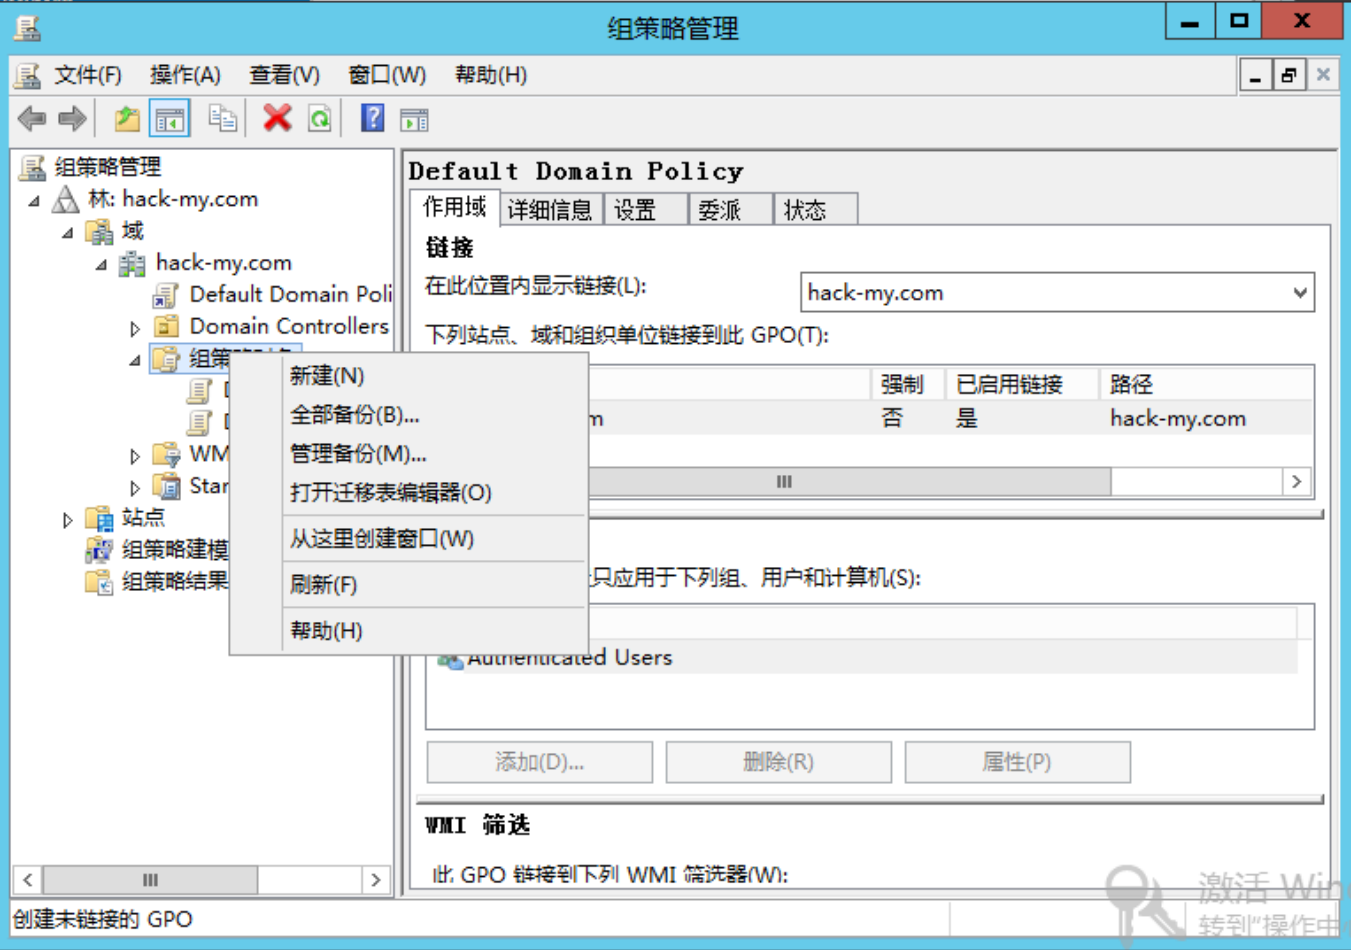 组策略管理
文件(F) 操作(A) 查看(V) 窗口(W) 帮助(H)
组策略管理
林: hack-my.com
域
hack-my.com
Default Domain Poli
Domain Controllers
组策
WM
Star
站点
组策略建模
组策略结果
新建(N)
全部备份(B)...
管理备份(M)...
打开迁移表编辑器(O)
从这里创建窗口(W)
刷新(F)
帮助(H)
Default Domain Policy
作用域 详细信息 设置 委派 状态
链接
在此位置内显示链接(L): hack-my.com
下列站点、域和组织单位链接到此 GPO(T):
强制 已启用链接 路径
m 否 是 hack-my.com
只应用于下列组、用户和计算机(S):
Authenticated Users
添加(D)... 删除(R) 属性(P)
WMI 筛选
此 GPO 链接到下列 WMI 筛选器(W):
激活 Win
转到"操作中
创建未链接的 GPO